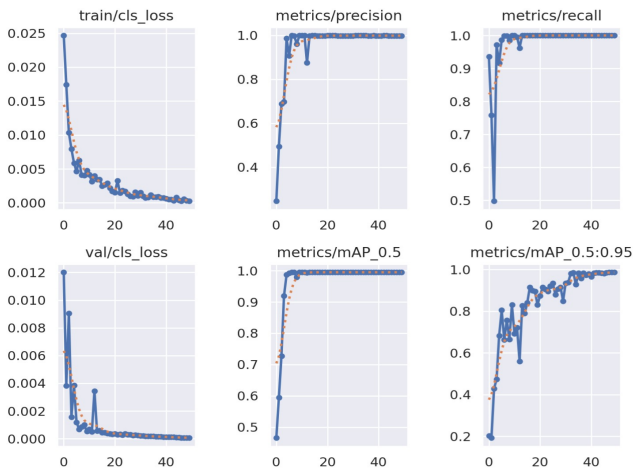 train/cls_loss
metrics/precision
metrics/recall
0.025
0.020
0.015
0.010
0.005
0.000
1.0
0.8
0.6
0.4
1.0
0.9
0.8
0.7
0.6
0.5
0 20 40
0 20 40
0 20 40
val/cls_loss
metrics/mAP_0.5
metrics/mAP_0.5:0.95
0.012
0.010
0.008
0.006
0.004
0.002
0.000
1.0
0.9
0.8
0.7
0.6
0.5
1.0
0.8
0.6
0.4
0.2
0 20 40
0 20 40
0 20 40